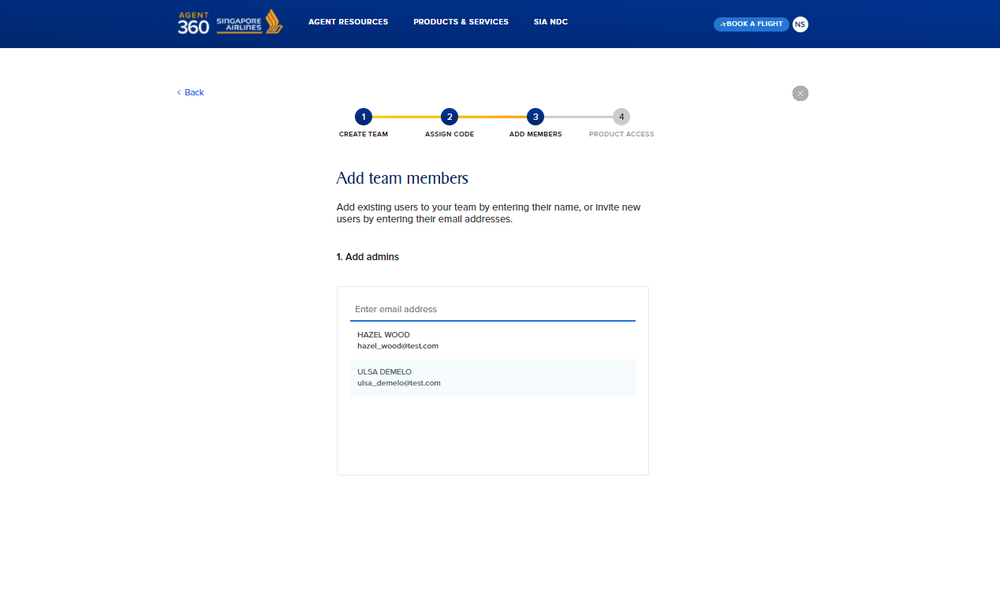 AGENT
360
SINGAPORE
AIRLINES
AGENT RESOURCES
PRODUCTS & SERVICES
SIA NDC
BOOK A FLIGHT
NS
Back
1
2
3
4
CREATE TEAM
ASSIGN CODE
ADD MEMBERS
PRODUCT ACCESS
Add team members
Add existing users to your team by entering their name, or invite new
users by entering their email addresses.
1. Add admins
Enter email address
HAZEL WOOD
hazel_wood@test.com
ULSA DEMELO
ulsa_demelo@test.com